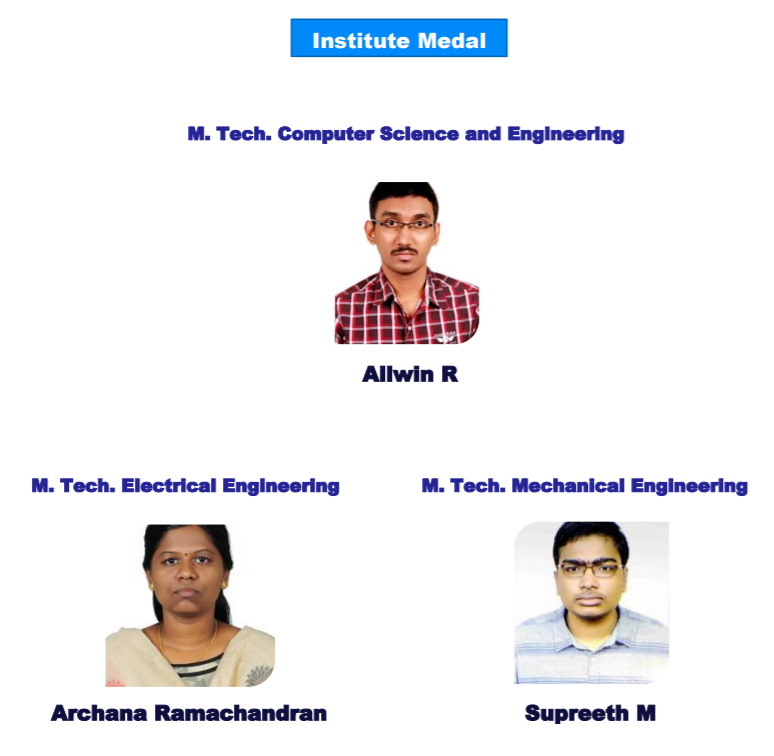 Institute Medal
M. Tech. Computer Science and Engineering
Allwin R
M. Tech. Electrical Engineering
M. Tech. Mechanical Engineering
Archana Ramachandran
Supreeth M